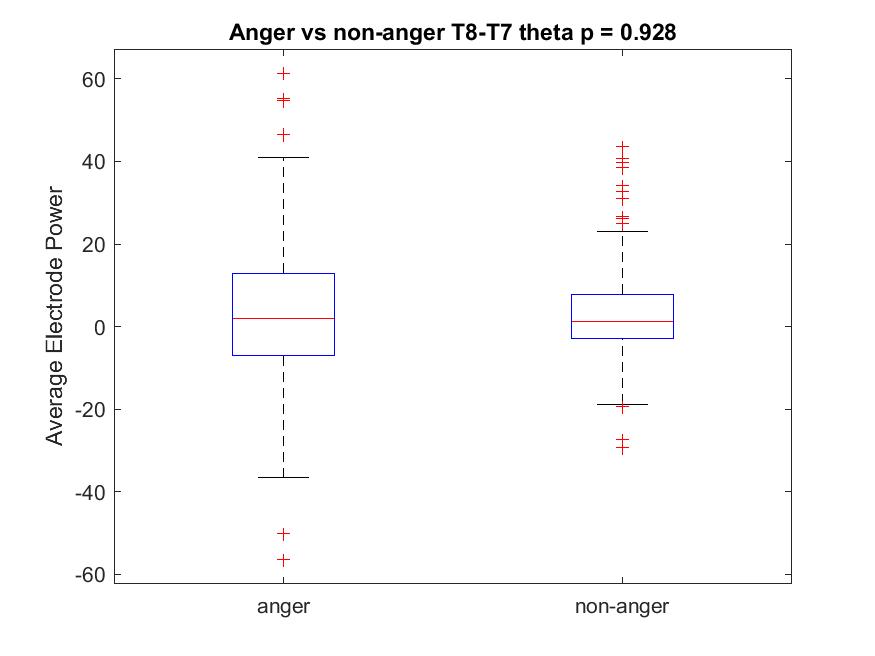 Anger vs non-anger T8-T7 theta p = 0.928
Average Electrode Power
60
40
20
0
-20
-40
-60
anger
non-anger